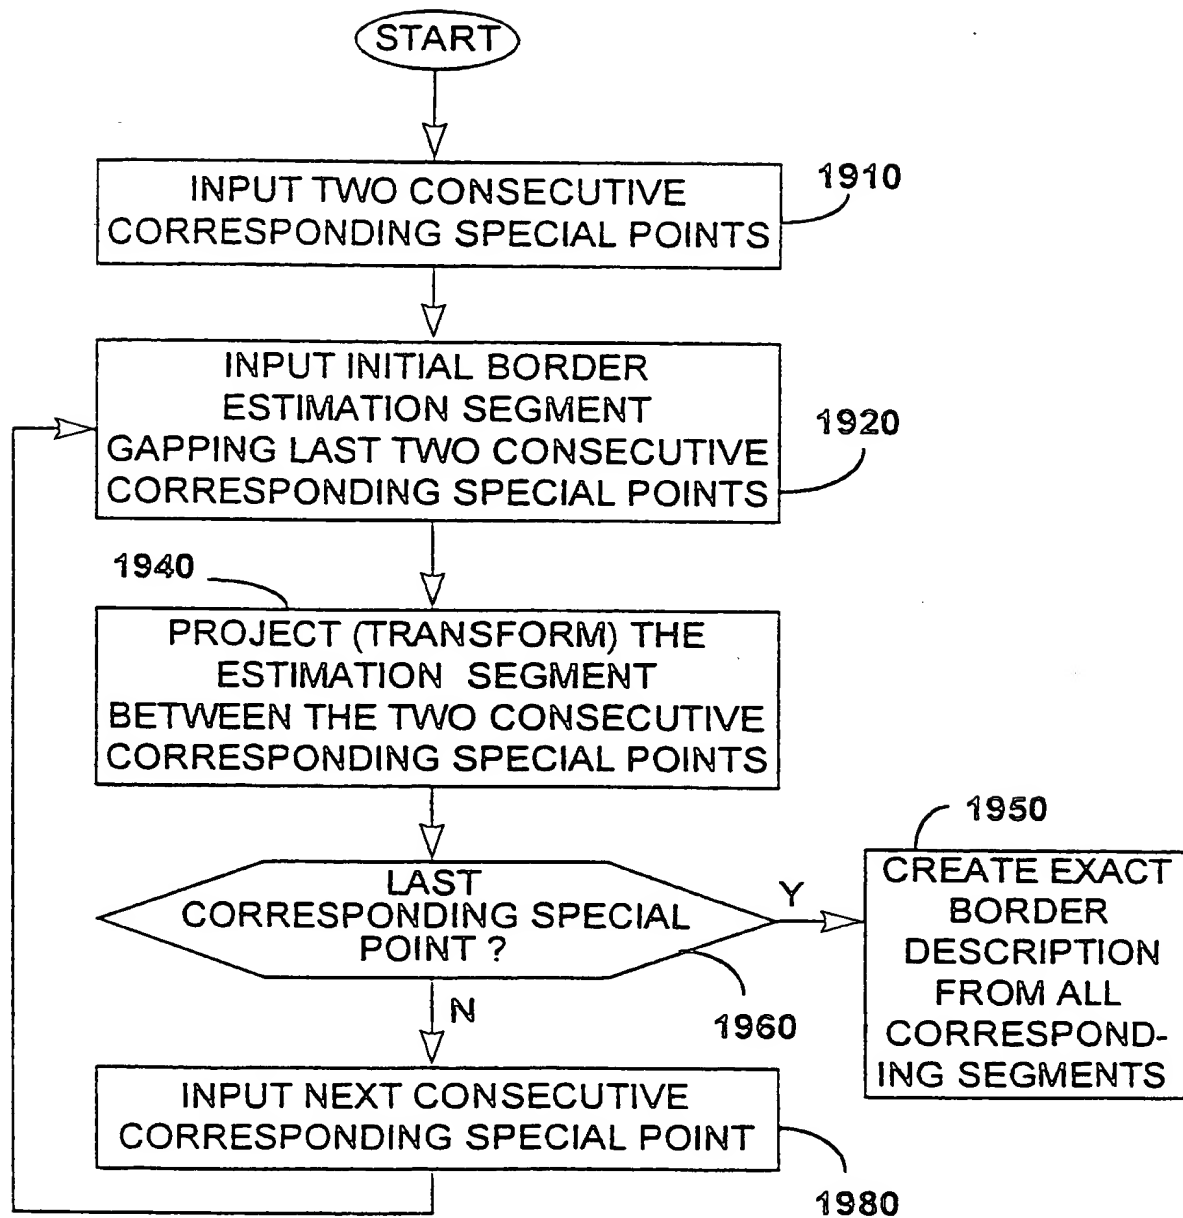 START
INPUT TWO CONSECUTIVE
CORRESPONDING SPECIAL POINTS
1910
INPUT INITIAL BORDER
ESTIMATION SEGMENT
GAPPING LAST TWO CONSECUTIVE
CORRESPONDING SPECIAL POINTS
1920
1940
PROJECT (TRANSFORM) THE
ESTIMATION SEGMENT
BETWEEN THE TWO CONSECUTIVE
CORRESPONDING SPECIAL POINTS
LAST
CORRESPONDING SPECIAL
POINT ?
Y
N
1960
1950
CREATE EXACT
BORDER
DESCRIPTION
FROM ALL
CORRESPOND-
ING SEGMENTS
INPUT NEXT CONSECUTIVE
CORRESPONDING SPECIAL POINT
1980